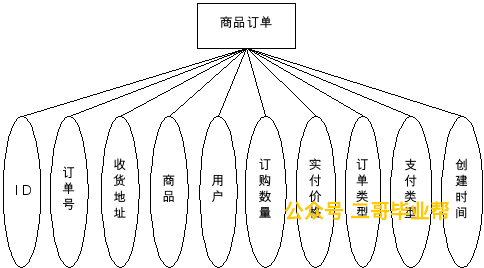 商品订单
ID
订单号
收货地址
商品
用户
订购数量
实付价格
订单类型
支付类型
创建时间
公众号 二哥毕业帮